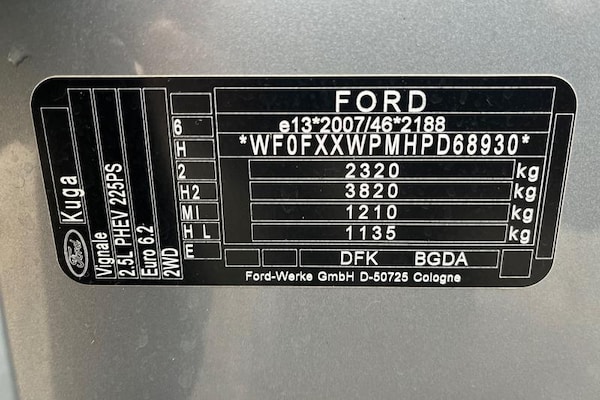 FORD
e13*2007/46*2188
*WF0FXXWPMHPD68930*
2320 kg
3820 kg
1210 kg
1135 kg
DFK BGDA
Ford-Werke GmbH D-50725 Cologne
6
H
2
H2
MI
H L
E
Ford
Kuga
Vignale
2.5L PHEV 225PS
Euro 6.2
2WD